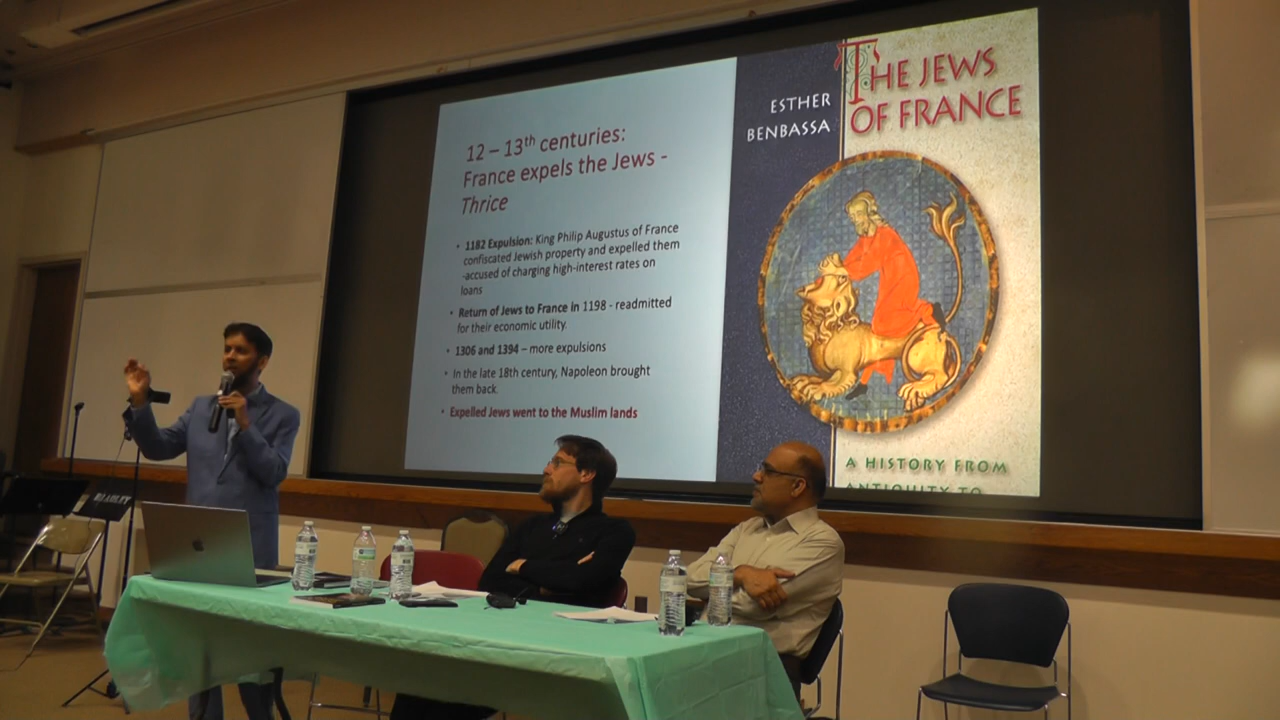 12 – 13th centuries:
France expels the Jews -
Thrice
• 1182 Expulsion: King Philip Augustus of France
confiscated Jewish property and expelled them
-accused of charging high-interest rates on
loans
• Return of Jews to France in 1198 - readmitted
for their economic utility.
• 1306 and 1394 – more expulsions
• In the late 18th century, Napoleon brought
them back.
• Expelled Jews went to the Muslim lands
ESTHER
BENBASSA
THE JEWS
OF FRANCE
A HISTORY FROM
ANTIQUITY TO
BRADLEY